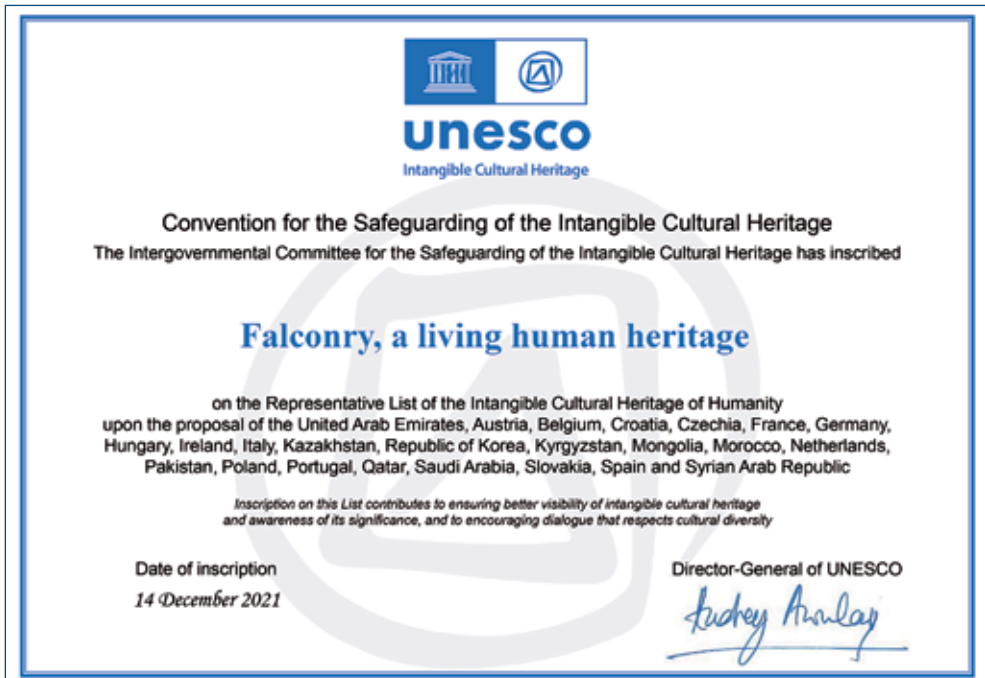 unesco
Intangible Cultural Heritage
Convention for the Safeguarding of the Intangible Cultural Heritage
The Intergovernmental Committee for the Safeguarding of the Intangible Cultural Heritage has inscribed
Falconry, a living human heritage
on the Representative List of the Intangible Cultural Heritage of Humanity
upon the proposal of the United Arab Emirates, Austria, Belgium, Croatia, Czechia, France, Germany,
Hungary, Ireland, Italy, Kazakhstan, Republic of Korea, Kyrgyzstan, Mongolia, Morocco, Netherlands,
Pakistan, Poland, Portugal, Qatar, Saudi Arabia, Slovakia, Spain and Syrian Arab Republic
Inscription on this List contributes to ensuring better visibility of intangible cultural heritage
and awareness of its significance, and to encouraging dialogue that respects cultural diversity
Date of inscription
14 December 2021
Director-General of UNESCO